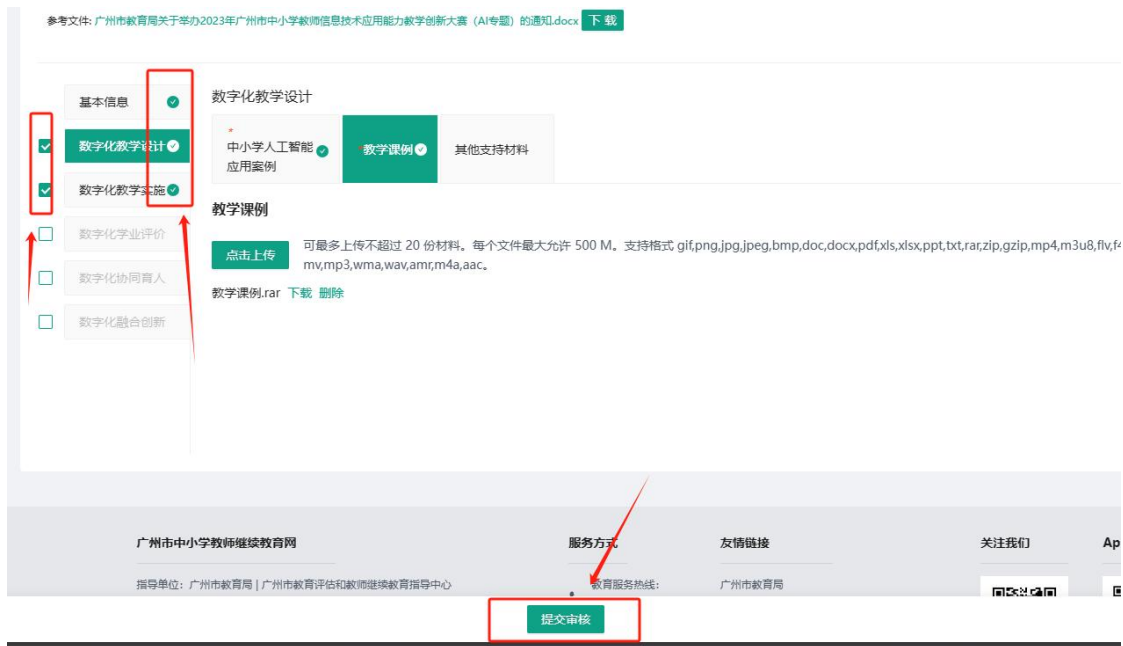 参考文件: 广州市教育局关于举办2023年广州市中小学教师信息技术应用能力教学创新大赛（AI专题）的通知.docx 下 载
基本信息
数字化教学设计
数字化教学实施
数字化学业评价
数字化协同育人
数字化融合创新
数字化教学设计
*
中小学人工智能
应用案例
*教学课例
其他支持材料
教学课例
点击上传
可最多上传不超过 20 份材料。每个文件最大允许 500 M。支持格式 gif,png,jpg,jpeg,bmp,doc,docx,pdf,xls,xlsx,ppt,txt,rar,zip,gzip,mp4,m3u8,flv,f4
mv,mp3,wma,wav,amr,m4a,aac。
教学课例.rar 下载 删除
广州市中小学教师继续教育网
指导单位：广州市教育局 | 广州市教育评估和教师继续教育指导中心
服务方式
教育服务热线：
友情链接
广州市教育局
关注我们
Ap
提交审核